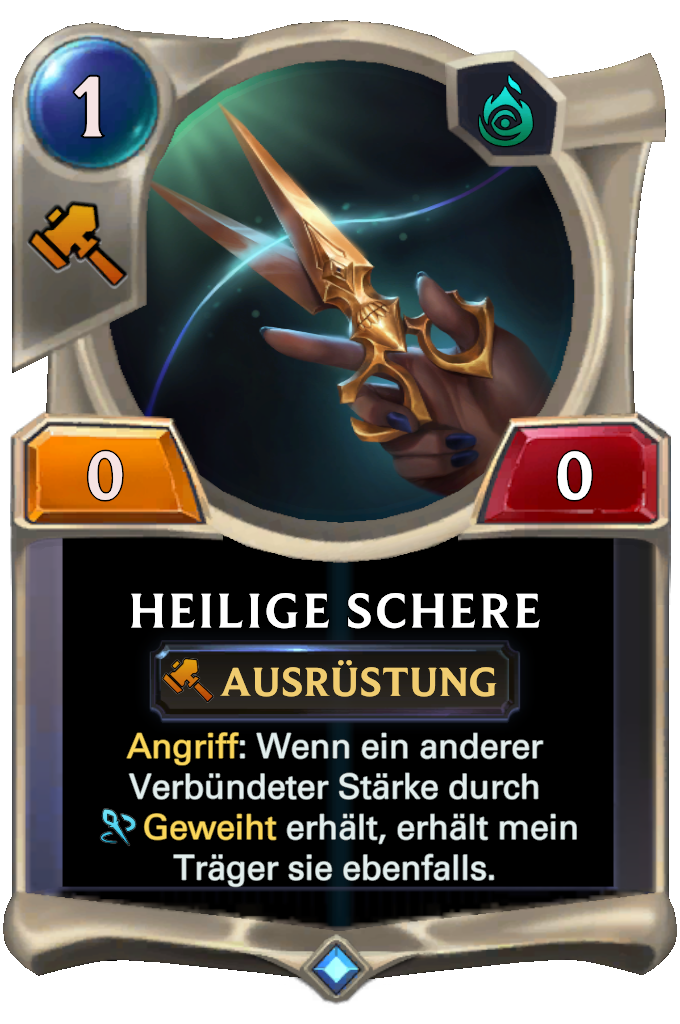 1
0
0
HEILIGE SCHERE
AUSRÜSTUNG
Angriff: Wenn ein anderer
Verbündeter Stärke durch
Geweiht erhält, erhält mein
Träger sie ebenfalls.